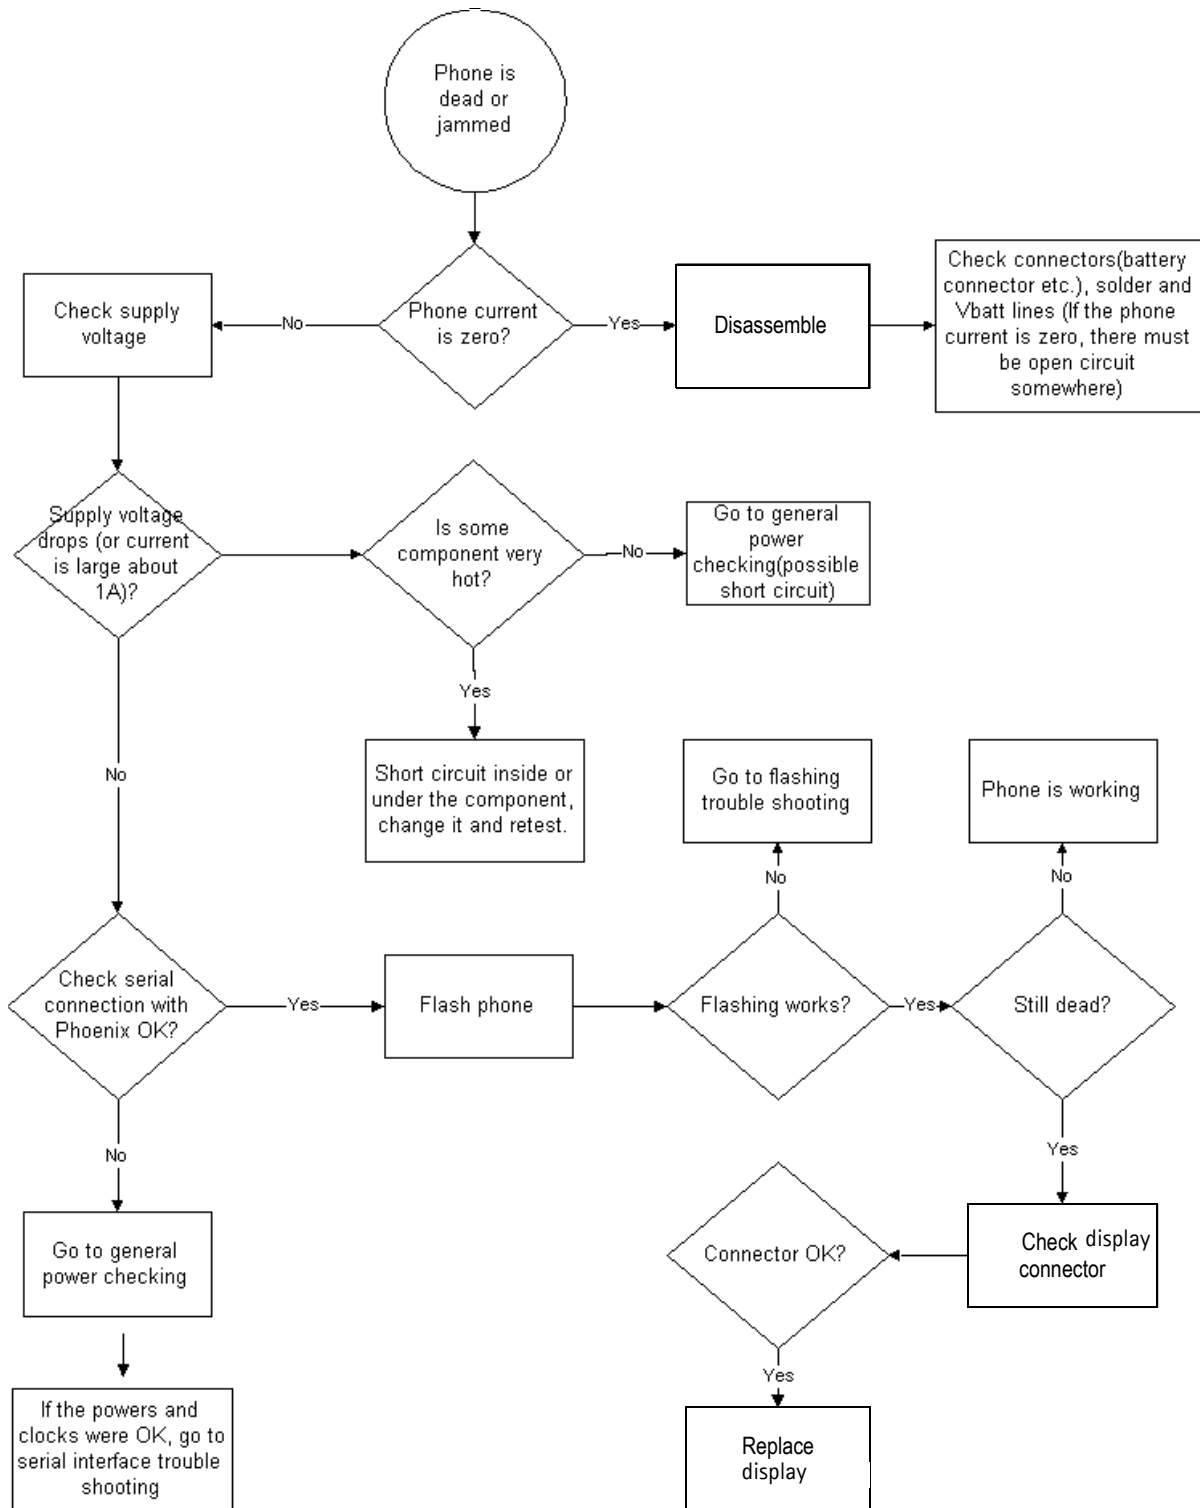 Phone is
dead or
jammed
Phone current
is zero?
No
Check supply
voltage
Yes
Disassemble
Check connectors(battery
connector etc.), solder and
Vbatt lines (If the phone
current is zero, there must
be open circuit
somewhere)
Supply voltage
drops (or current
is large about
1A)?
Is some
component very
hot?
No
Go to general
power
checking(possible
short circuit)
Yes
Short circuit inside or
under the component,
change it and retest.
No
Check serial
connection with
Phoenix OK?
Yes
Flash phone
Flashing works?
No
Go to flashing
trouble shooting
Yes
Still dead?
No
Phone is working
Yes
Check display
connector
Connector OK?
Yes
Replace
display
No
Go to general
power checking
If the powers and
clocks were OK, go to
serial interface trouble
shooting